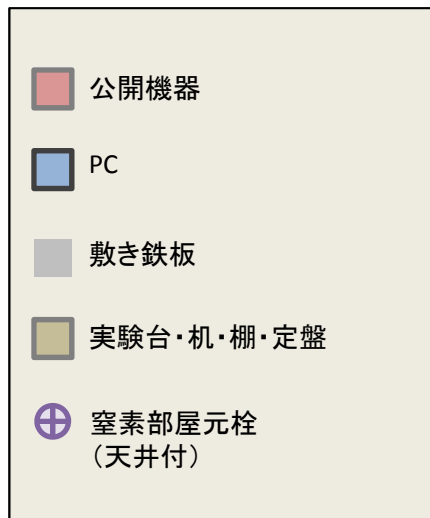 公開機器
PC
敷き鉄板
実験台・机・棚・定盤
窒素部屋元栓
（天井付）